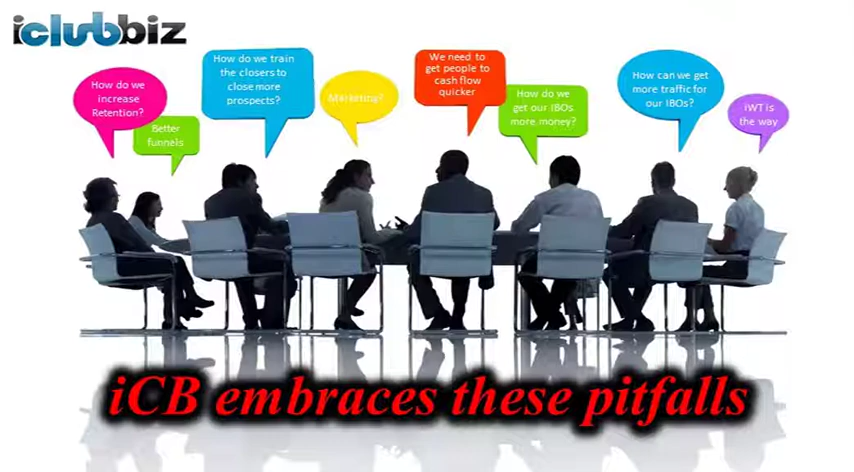 iclubbiz
How do we
increase
Retention?
Better
funnels
How do we train
the closers to
close more
prospects?
Marketing?
We need to
get people to
cash flow
quicker
How do we
get our IBOs
more money?
How can we get
more traffic for
our IBOs?
iWT is
the way
iCB embraces these pitfalls